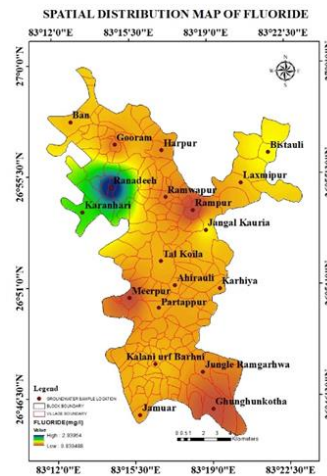 SPATIAL DISTRIBUTION MAP OF FLUORIDE
83°12'0"E 83°15'30"E 83°19'0"E 83°22'30"E
27°0'0"N
Ban
Gooram
Harpur
Bistauli
26°55'30"N
Ranadeeh
Laxmipur
Ramwapur
Karanhari
Rampur
Jangal Kauria
Tal Koila
26°51'0"N
Ahirauli
Karhiya
Meerpur
Partappur
Kalani urf Barhni
Jungle Ramgarhwa
26°46'30"N
Ghunghunkotha
Jamuar
Legend
GROUNDWATER SAMPLE LOCATION
BLOCK BOUNDARY
VILLAGE BOUNDARY
FLUORIDE(mg/l)
Value
High :
Low :
Kilometers
83°12'0"E 83°15'30"E 83°19'0"E 83°22'30"E